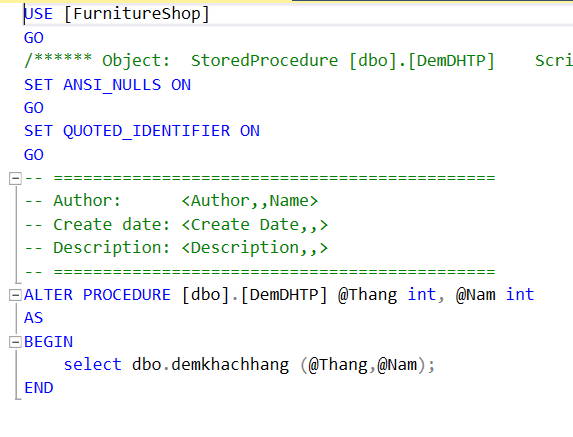 USE [FurnitureShop]
GO
/****** Object:  StoredProcedure [dbo].[DemDHTP]    Scri
SET ANSI_NULLS ON
GO
SET QUOTED_IDENTIFIER ON
GO
-- =============================================
-- Author:      <Author,,Name>
-- Create date: <Create Date,,>
-- Description: <Description,,>
-- =============================================
ALTER PROCEDURE [dbo].[DemDHTP] @Thang int, @Nam int
AS
BEGIN
    select dbo.demkhachhang (@Thang,@Nam);
END